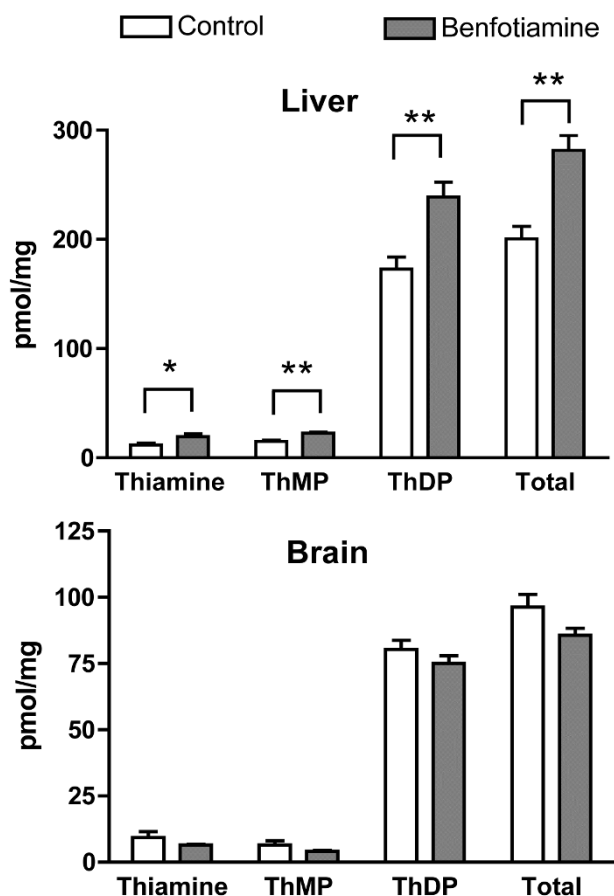 Control Benfotiamine
Liver
** **
300
200
pmol/mg
100
* **
0
Thiamine ThMP ThDP Total
125
Brain
100
75
pmol/mg
50
25
0
Thiamine ThMP ThDP Total